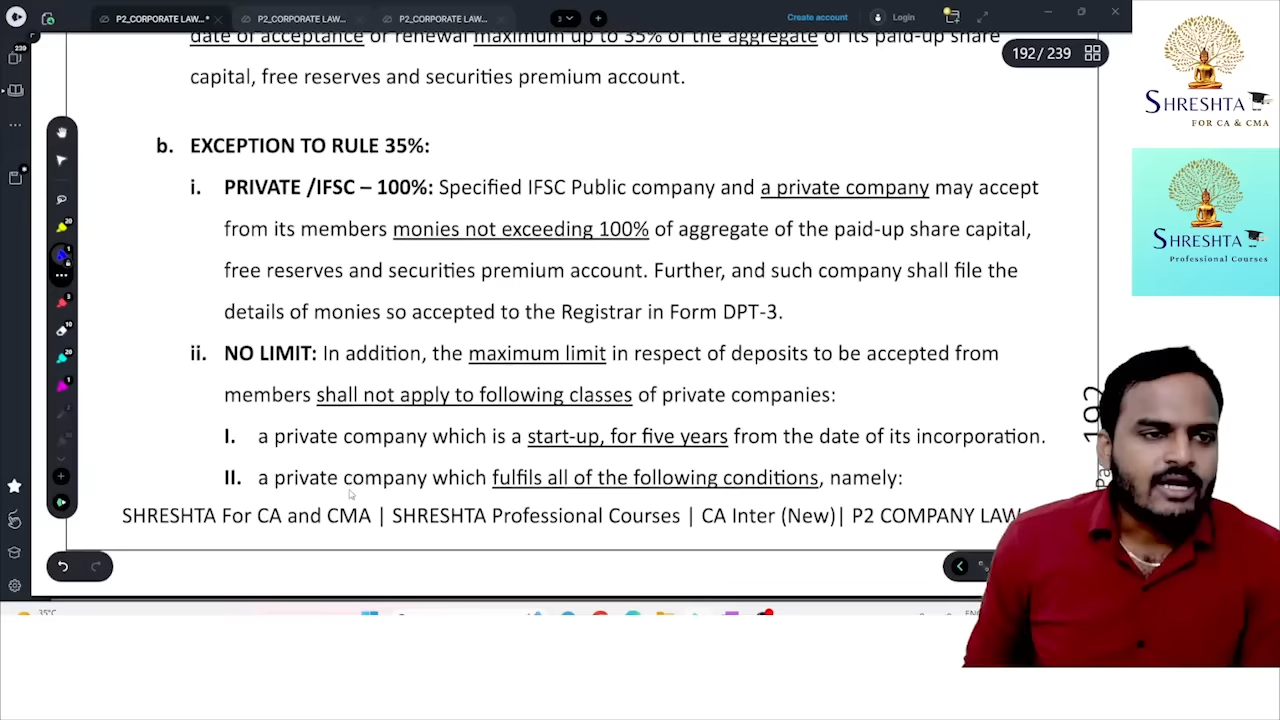 P2_CORPORATE LAW...*
P2_CORPORATE LAW...
P2_CORPORATE LAW...
3
Create account
Login
239
date of acceptance or renewal maximum up to 35% of the aggregate of its paid-up share
192/ 239
capital, free reserves and securities premium account.
b. EXCEPTION TO RULE 35%:
i. PRIVATE /IFSC – 100%: Specified IFSC Public company and a private company may accept
from its members monies not exceeding 100% of aggregate of the paid-up share capital,
free reserves and securities premium account. Further, and such company shall file the
details of monies so accepted to the Registrar in Form DPT-3.
ii. NO LIMIT: In addition, the maximum limit in respect of deposits to be accepted from
members shall not apply to following classes of private companies:
I. a private company which is a start-up, for five years from the date of its incorporation.
II. a private company which fulfils all of the following conditions, namely:
SHRESHTA For CA and CMA | SHRESHTA Professional Courses | CA Inter (New)| P2 COMPANY LAW
192
35°C
SHRESHTA
FOR CA & CMA
SHRESHTA
Professional Courses